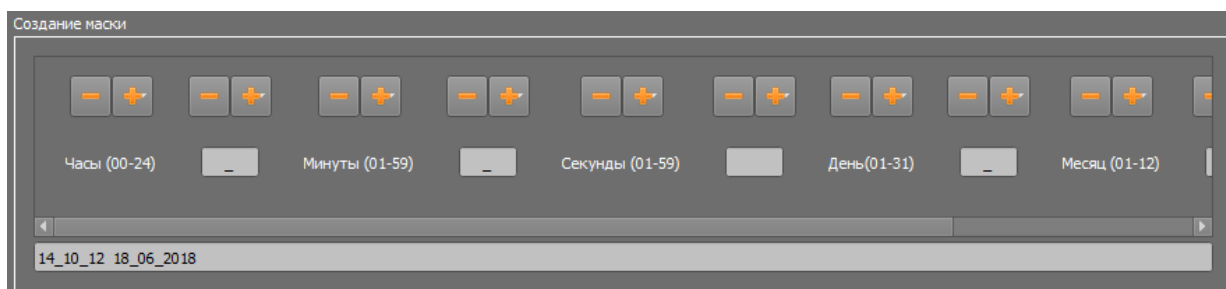 Создание маски
Часы (00-24) _ Минуты (01-59) _ Секунды (01-59) День(01-31) _ Месяц (01-12)
14_10_12 18_06_2018